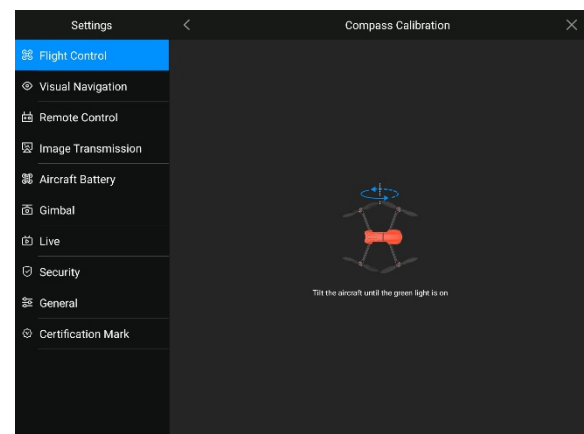 Settings
Compass Calibration
Flight Control
Visual Navigation
Remote Control
Image Transmission
Aircraft Battery
Gimbal
Live
Security
General
Certification Mark
Tilt the aircraft until the green light is on